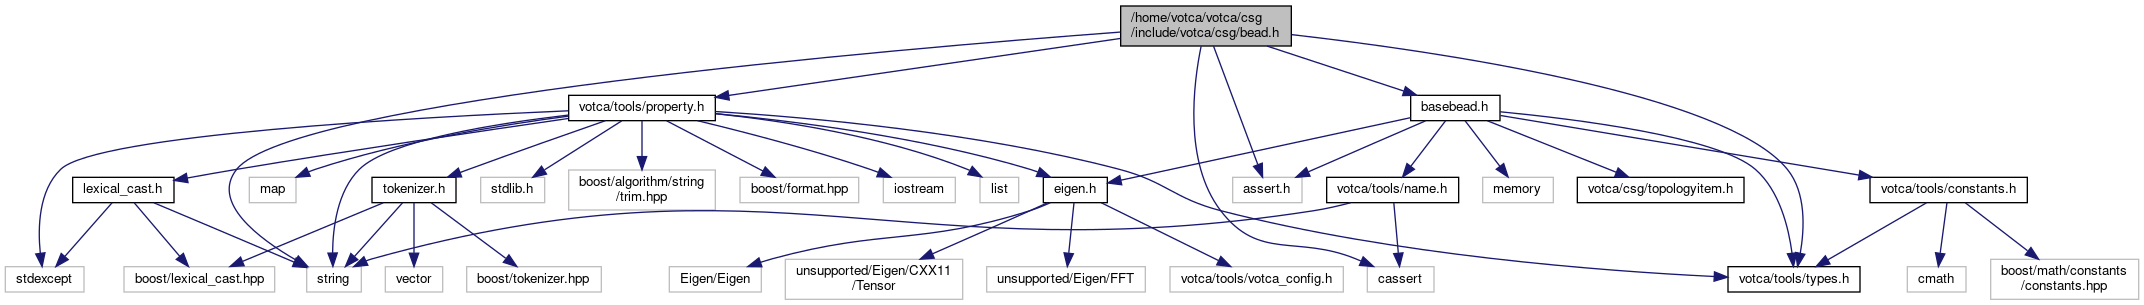 /home/votca/votca/csg
/include/votca/csg/bead.h
votca/tools/property.h
basebead.h
lexical_cast.h
map
tokenizer.h
stdlib.h
boost/algorithm/string
/trim.hpp
boost/format.hpp
iostream
list
eigen.h
assert.h
votca/tools/name.h
memory
votca/csg/topologyitem.h
votca/tools/constants.h
stdexcept
boost/lexical_cast.hpp
string
vector
boost/tokenizer.hpp
Eigen/Eigen
unsupported/Eigen/CXX11
/Tensor
unsupported/Eigen/FFT
votca/tools/votca_config.h
cassert
votca/tools/types.h
cmath
boost/math/constants
/constants.hpp